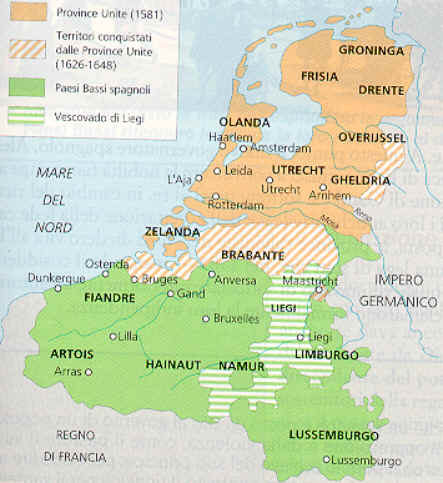 Province Unite (1581)
Territori conquistati
dalle Province Unite
(1626-1648)
Paesi Bassi spagnoli
Vescovado di Liegi
GRONINGA
FRISIA
DRENTE
OLANDA
Haarlem
Amsterdam
OVERIJSSEL
MARE
DEL
NORD
L'Aja
Leida
UTRECHT
Utrecht
GHELDRIA
Arnhem
Rotterdam
Mosa
Reno
ZELANDA
BRABANTE
Ostenda
Dunkerque
Bruges
Anversa
Maastricht
IMPERO
GERMANICO
FIANDRE
Gand
LIEGI
Bruxelles
Lilla
Liegi
ARTOIS
Arras
HAINAUT
NAMUR
LIMBURGO
REGNO
DI FRANCIA
LUSSEMBURGO
Lussemburgo